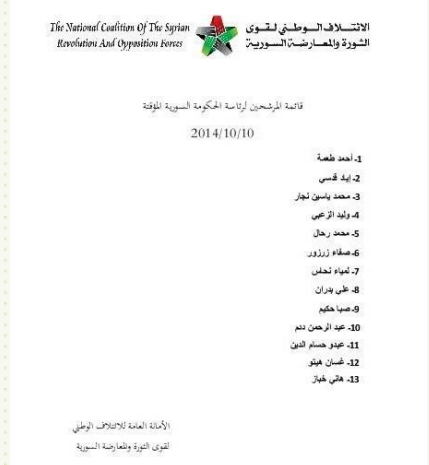 The National Coalition Of The Syrian
Revolution And Opposition Forces
الائتلاف الوطني لقوى
الثورة والمعارضة السورية
قائمة المرشحين لرئاسة الحكومة السورية المؤقتة
2014/10/10
1- أحمد طعمة
2- إياد قدسي
3- محمد ياسين نجار
4- وليد الزعبي
5- محمد رحال
6- صفاء زرزور
7- لمياء نحاس
8- علي بدران
9- صبا حكيم
10- عبد الرحمن ددم
11- عبدو حسام الدين
12- غسان هيتو
13- هاني خباز
الأمانة العامة للائتلاف الوطني
لقوى الثورة والمعارضة السورية